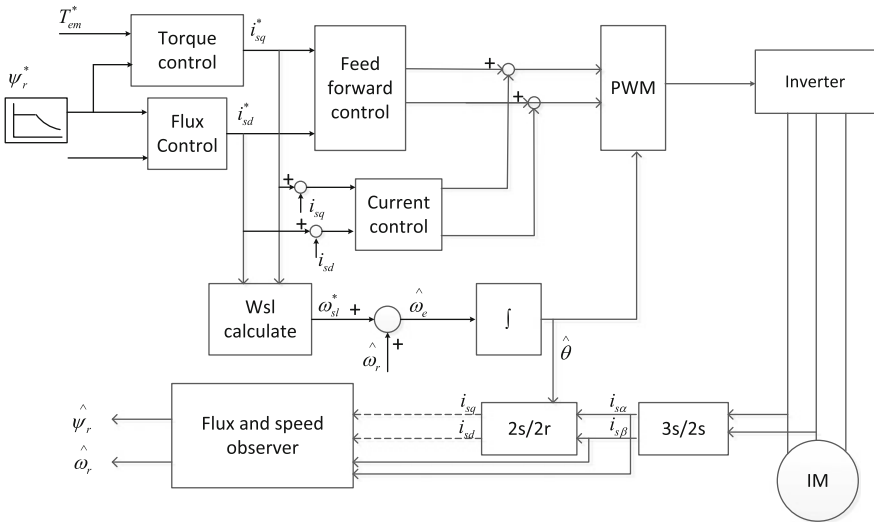 T*em
i*sq
Torque
control
ψ*r
Feed
forward
control
+
+
PWM
Inverter
i*sd
Flux
Control
+
isq
+
isd
Current
control
Wsl
calculate
ω*sl
+
ω̂e
∫
ω̂r
+
θ̂
ψ̂r
ω̂r
Flux and speed
observer
isq
isd
2s/2r
isα
isβ
3s/2s
IM